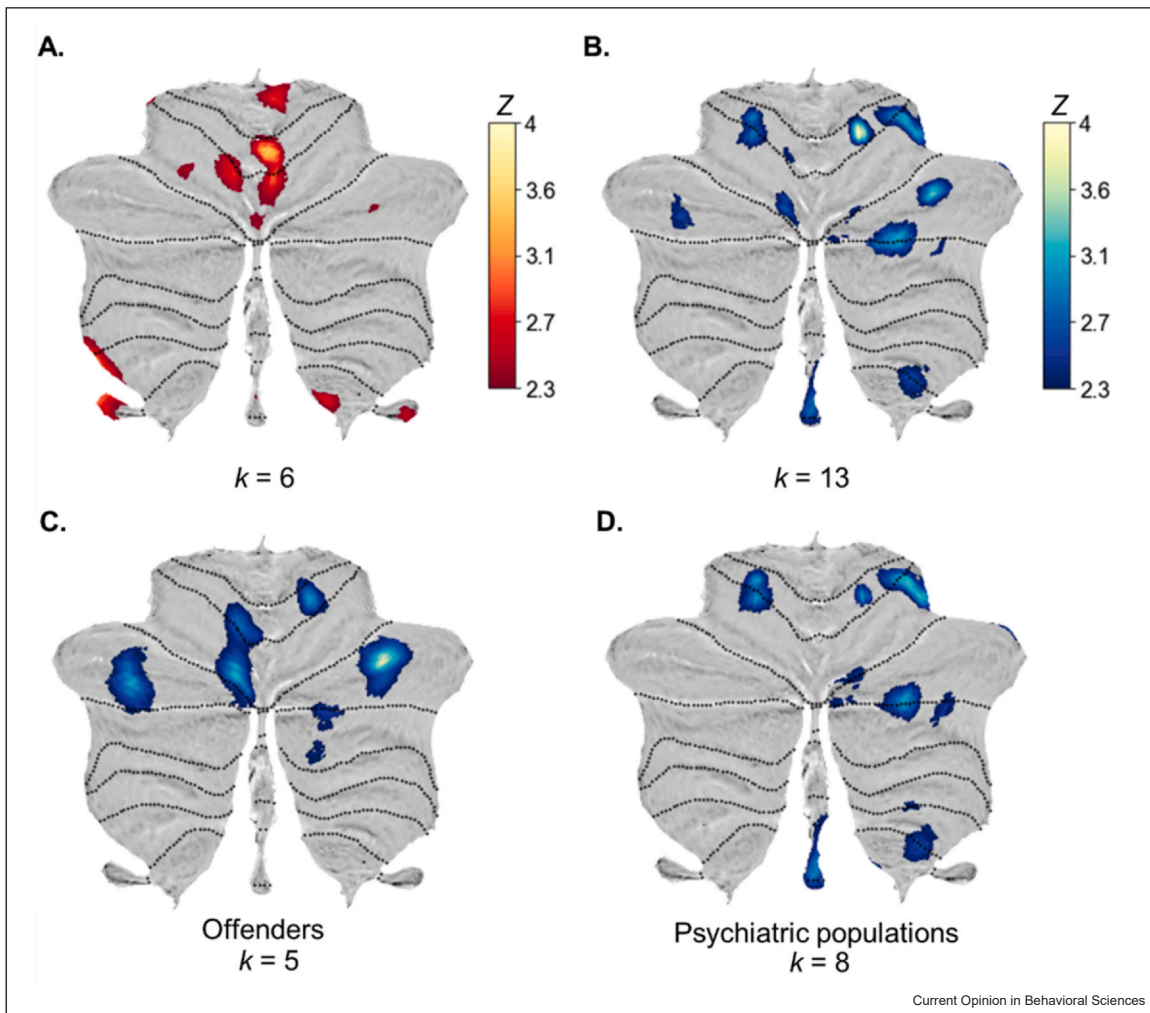 A.
B.
Z
4
3.6
3.1
2.7
2.3
Z
4
3.6
3.1
2.7
2.3
k = 6
k = 13
C.
D.
Offenders
k = 5
Psychiatric populations
k = 8
Current Opinion in Behavioral Sciences